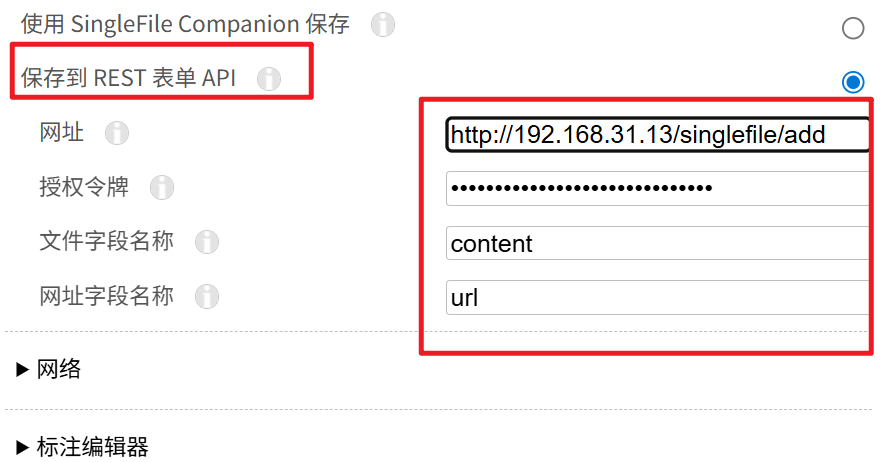 使用 SingleFile Companion 保存
保存到 REST 表单 API
网址 http://192.168.31.13/singlefile/add
授权令牌 ••••••••••••••••••••••••••••••
文件字段名称 content
网址字段名称 url
▶ 网络
▶ 标注编辑器